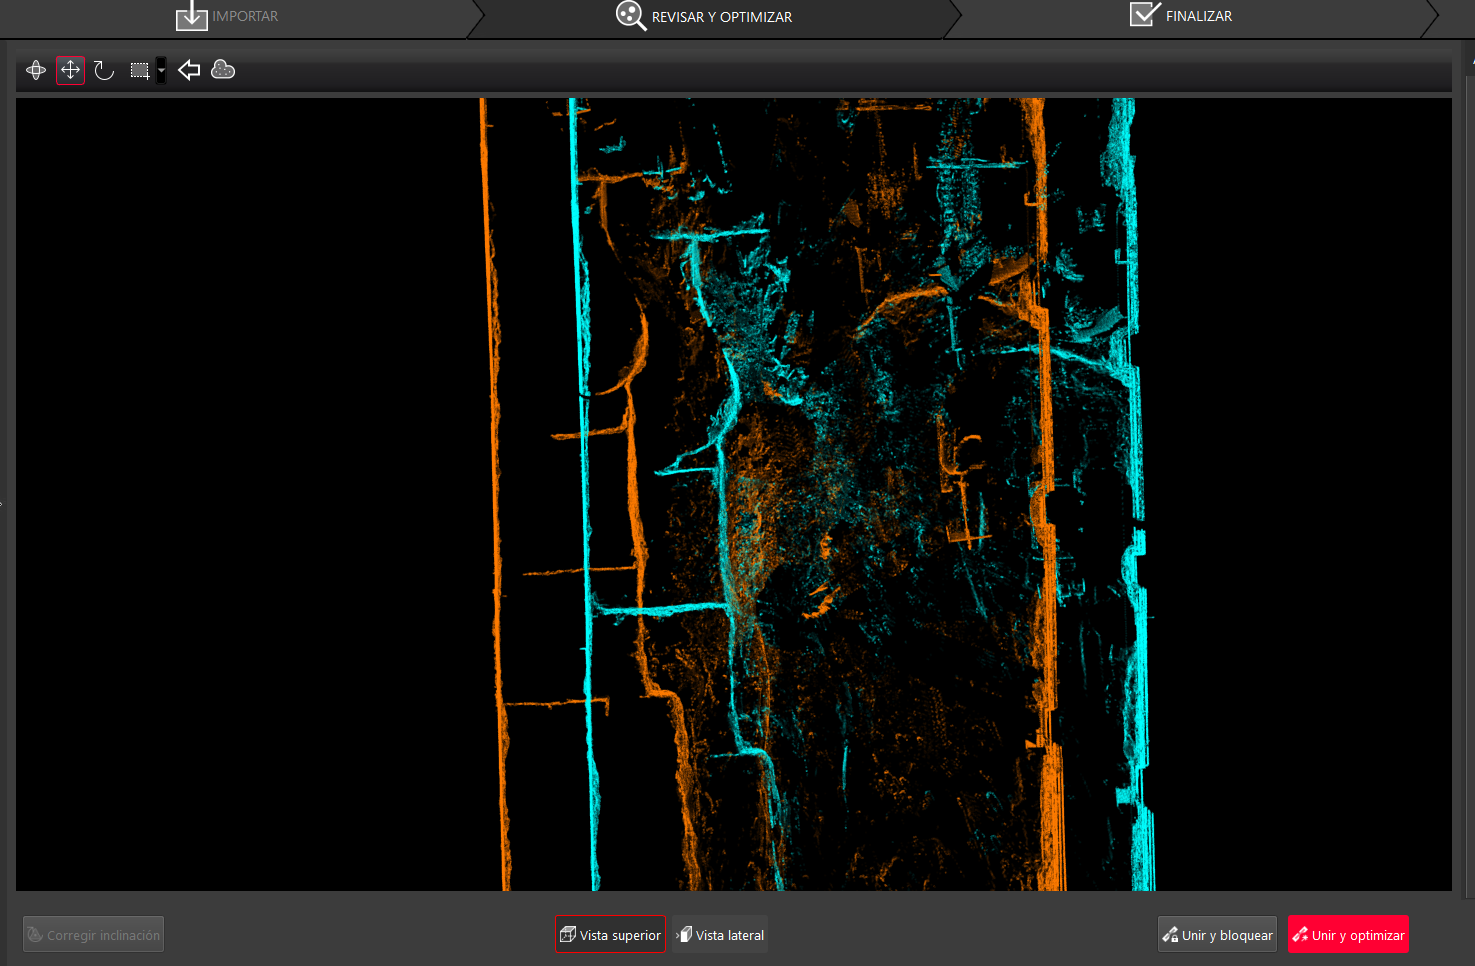 IMPORTAR
REVISAR Y OPTIMIZAR
FINALIZAR
Corregir inclinación
Vista superior
Vista lateral
Unir y bloquear
Unir y optimizar